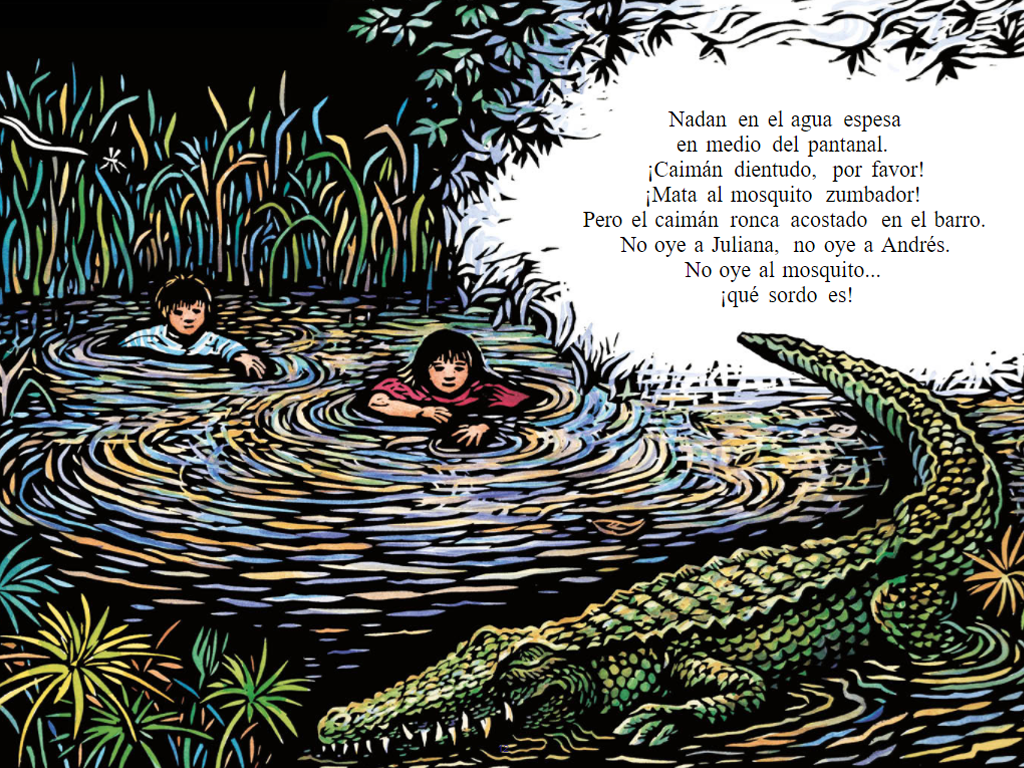 Nadan en el agua espesa
en medio del pantanal.
¡Caimán dientudo, por favor!
¡Mata al mosquito zumbador!
Pero el caimán ronca acostado en el barro.
No oye a Juliana, no oye a Andrés.
No oye al mosquito...
¡qué sordo es!